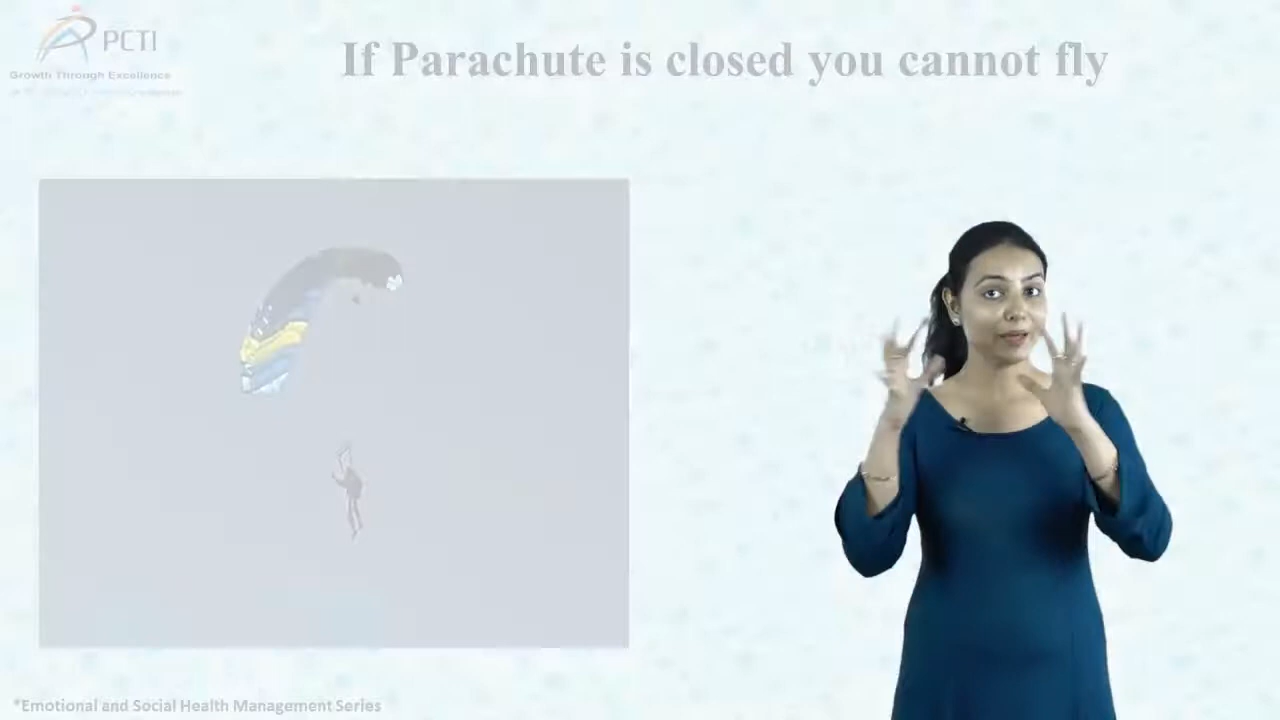 PCTI
Growth Through Excellence
If Parachute is closed you cannot fly
*Emotional and Social Health Management Series